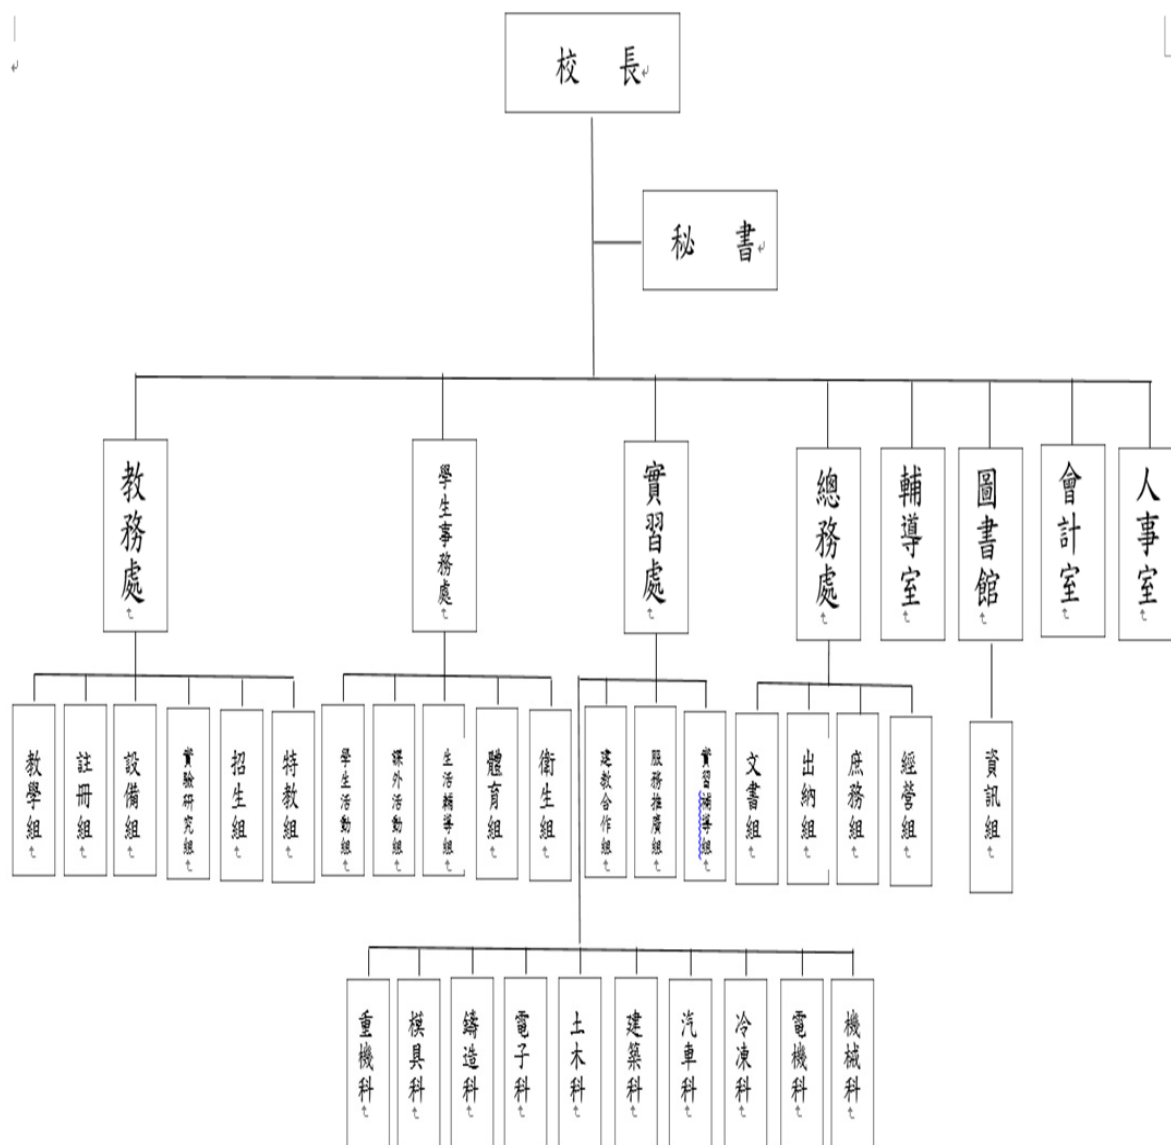 校 長
秘 書
教務處
學生事務處
實習處
總務處
輔導室
圖書館
會計室
人事室
教學組
註冊組
設備組
實驗研究組
招生組
特教組
學生活動組
課外活動組
生活輔導組
體育組
衛生組
建教合作組
服務推廣組
實習輔導組
文書組
出納組
庶務組
經營組
資訊組
重機科
模具科
鑄造科
電子科
土木科
建築科
汽車科
冷凍科
電機科
機械科